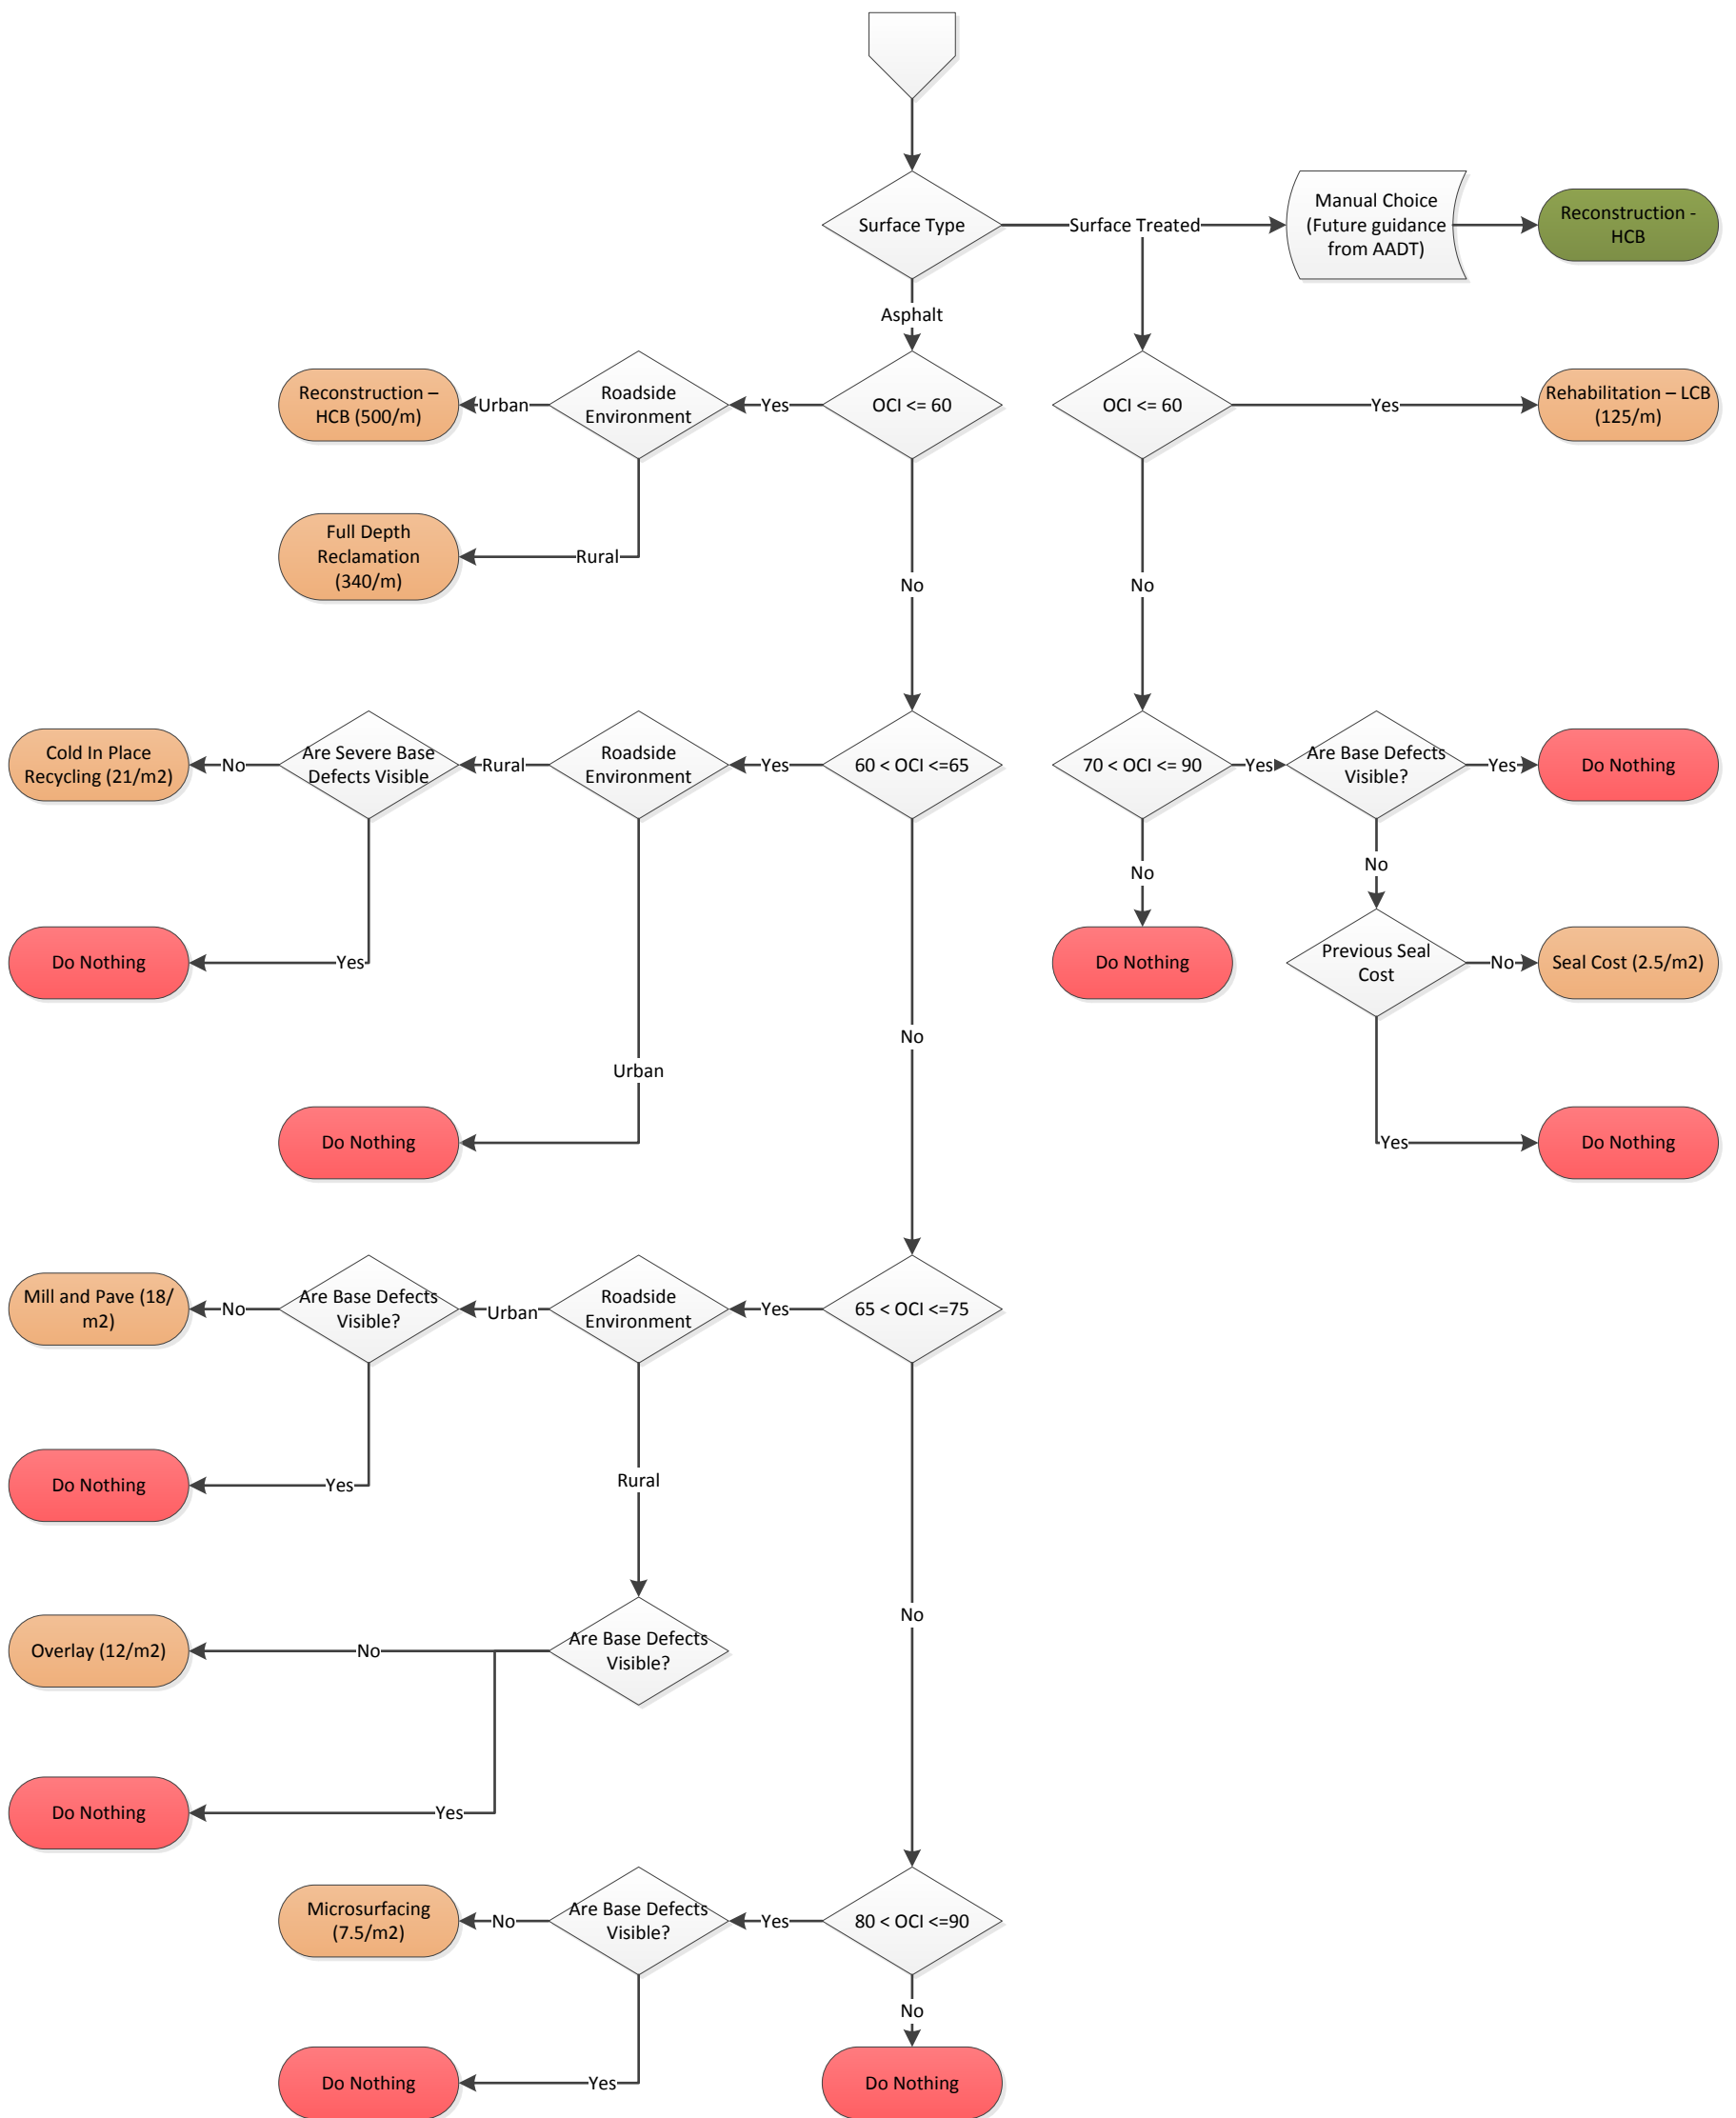 Surface Type
Surface Treated
Manual Choice
(Future guidance
from AADT)
Reconstruction -
HCB
Asphalt
Reconstruction –
HCB (500/m)
Urban
Roadside
Environment
Yes
OCI <= 60
OCI <= 60
Yes
Rehabilitation – LCB
(125/m)
Full Depth
Reclamation
(340/m)
Rural
No
No
Cold In Place
Recycling (21/m2)
No
Are Severe Base
Defects Visible
Rural
Roadside
Environment
Yes
60 < OCI <=65
70 < OCI <= 90
Yes
Are Base Defects
Visible?
Yes
Do Nothing
No
No
Do Nothing
Yes
Do Nothing
Previous Seal
Cost
No
Seal Cost (2.5/m2)
No
Urban
Do Nothing
Yes
Do Nothing
Mill and Pave (18/
m2)
No
Are Base Defects
Visible?
Urban
Roadside
Environment
Yes
65 < OCI <=75
Do Nothing
Yes
Rural
No
Overlay (12/m2)
No
Are Base Defects
Visible?
Do Nothing
Yes
Microsurfacing
(7.5/m2)
No
Are Base Defects
Visible?
Yes
80 < OCI <=90
No
Do Nothing
Yes
Do Nothing